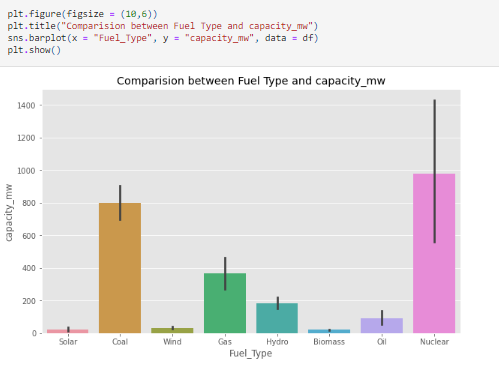 plt.figure(figsize = (10,6))
plt.title("Comparision between Fuel Type and capacity_mw")
sns.barplot(x = "Fuel_Type", y = "capacity_mw", data = df)
plt.show()
Comparision between Fuel Type and capacity_mw
1400
1200
1000
800
600
400
200
0
capacity_mw
Solar Coal Wind Gas Hydro Biomass Oil Nuclear
Fuel_Type